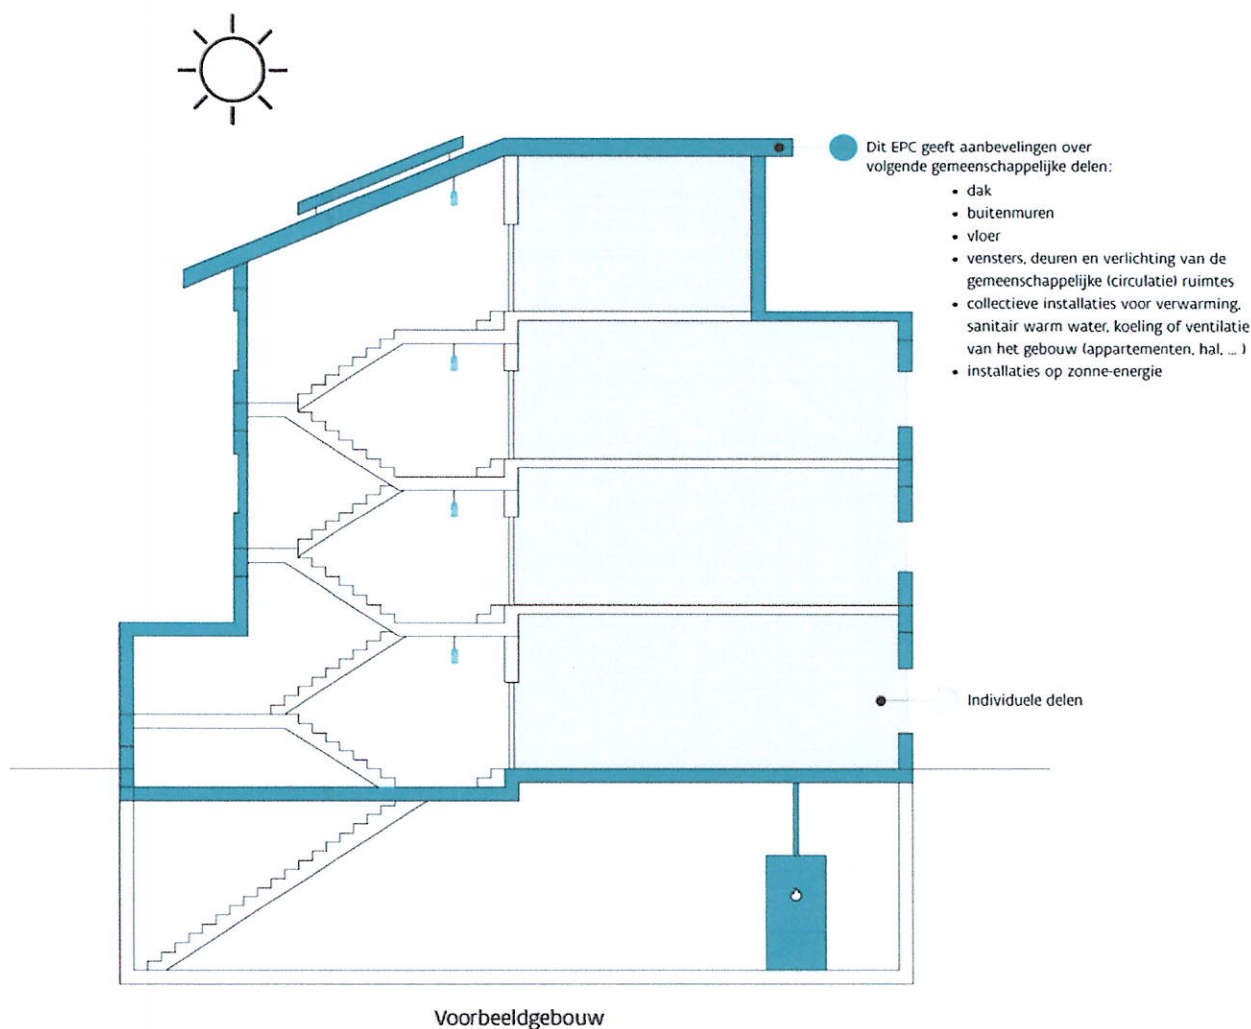 Dit EPC geeft aanbevelingen over
volgende gemeenschappelijke delen:
• dak
• buitenmuren
• vloer
• vensters, deuren en verlichting van de
gemeenschappelijke (circulatie) ruimtes
• collectieve installaties voor verwarming,
sanitair warm water, koeling of ventilatie
van het gebouw (appartementen, hal, ... )
• installaties op zonne-energie
Individuele delen
Voorbeeldgebouw